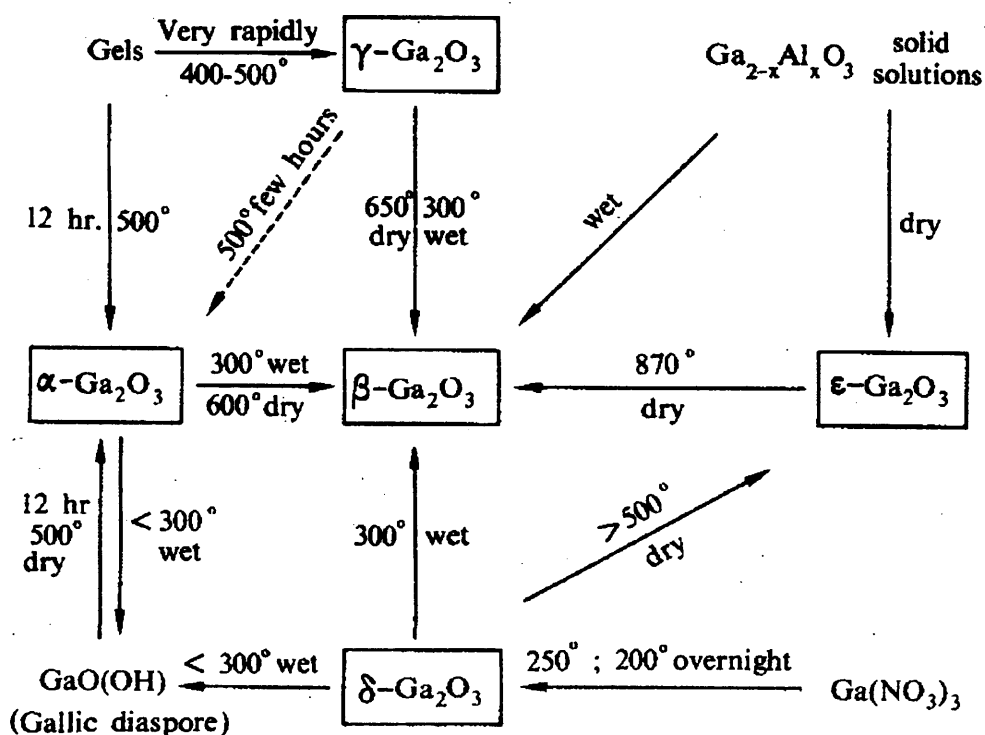 Gels
Very rapidly
400-500°
γ-Ga₂O₃
Ga₂₋ₓAlₓO₃
solid
solutions
12 hr. 500°
500° few hours
650° 300°
dry wet
wet
dry
α-Ga₂O₃
300° wet
600° dry
β-Ga₂O₃
870°
dry
ε-Ga₂O₃
12 hr
500°
dry
< 300°
wet
300° wet
> 500°
dry
GaO(OH)
(Gallic diaspore)
< 300° wet
δ-Ga₂O₃
250° ; 200° overnight
Ga(NO₃)₃